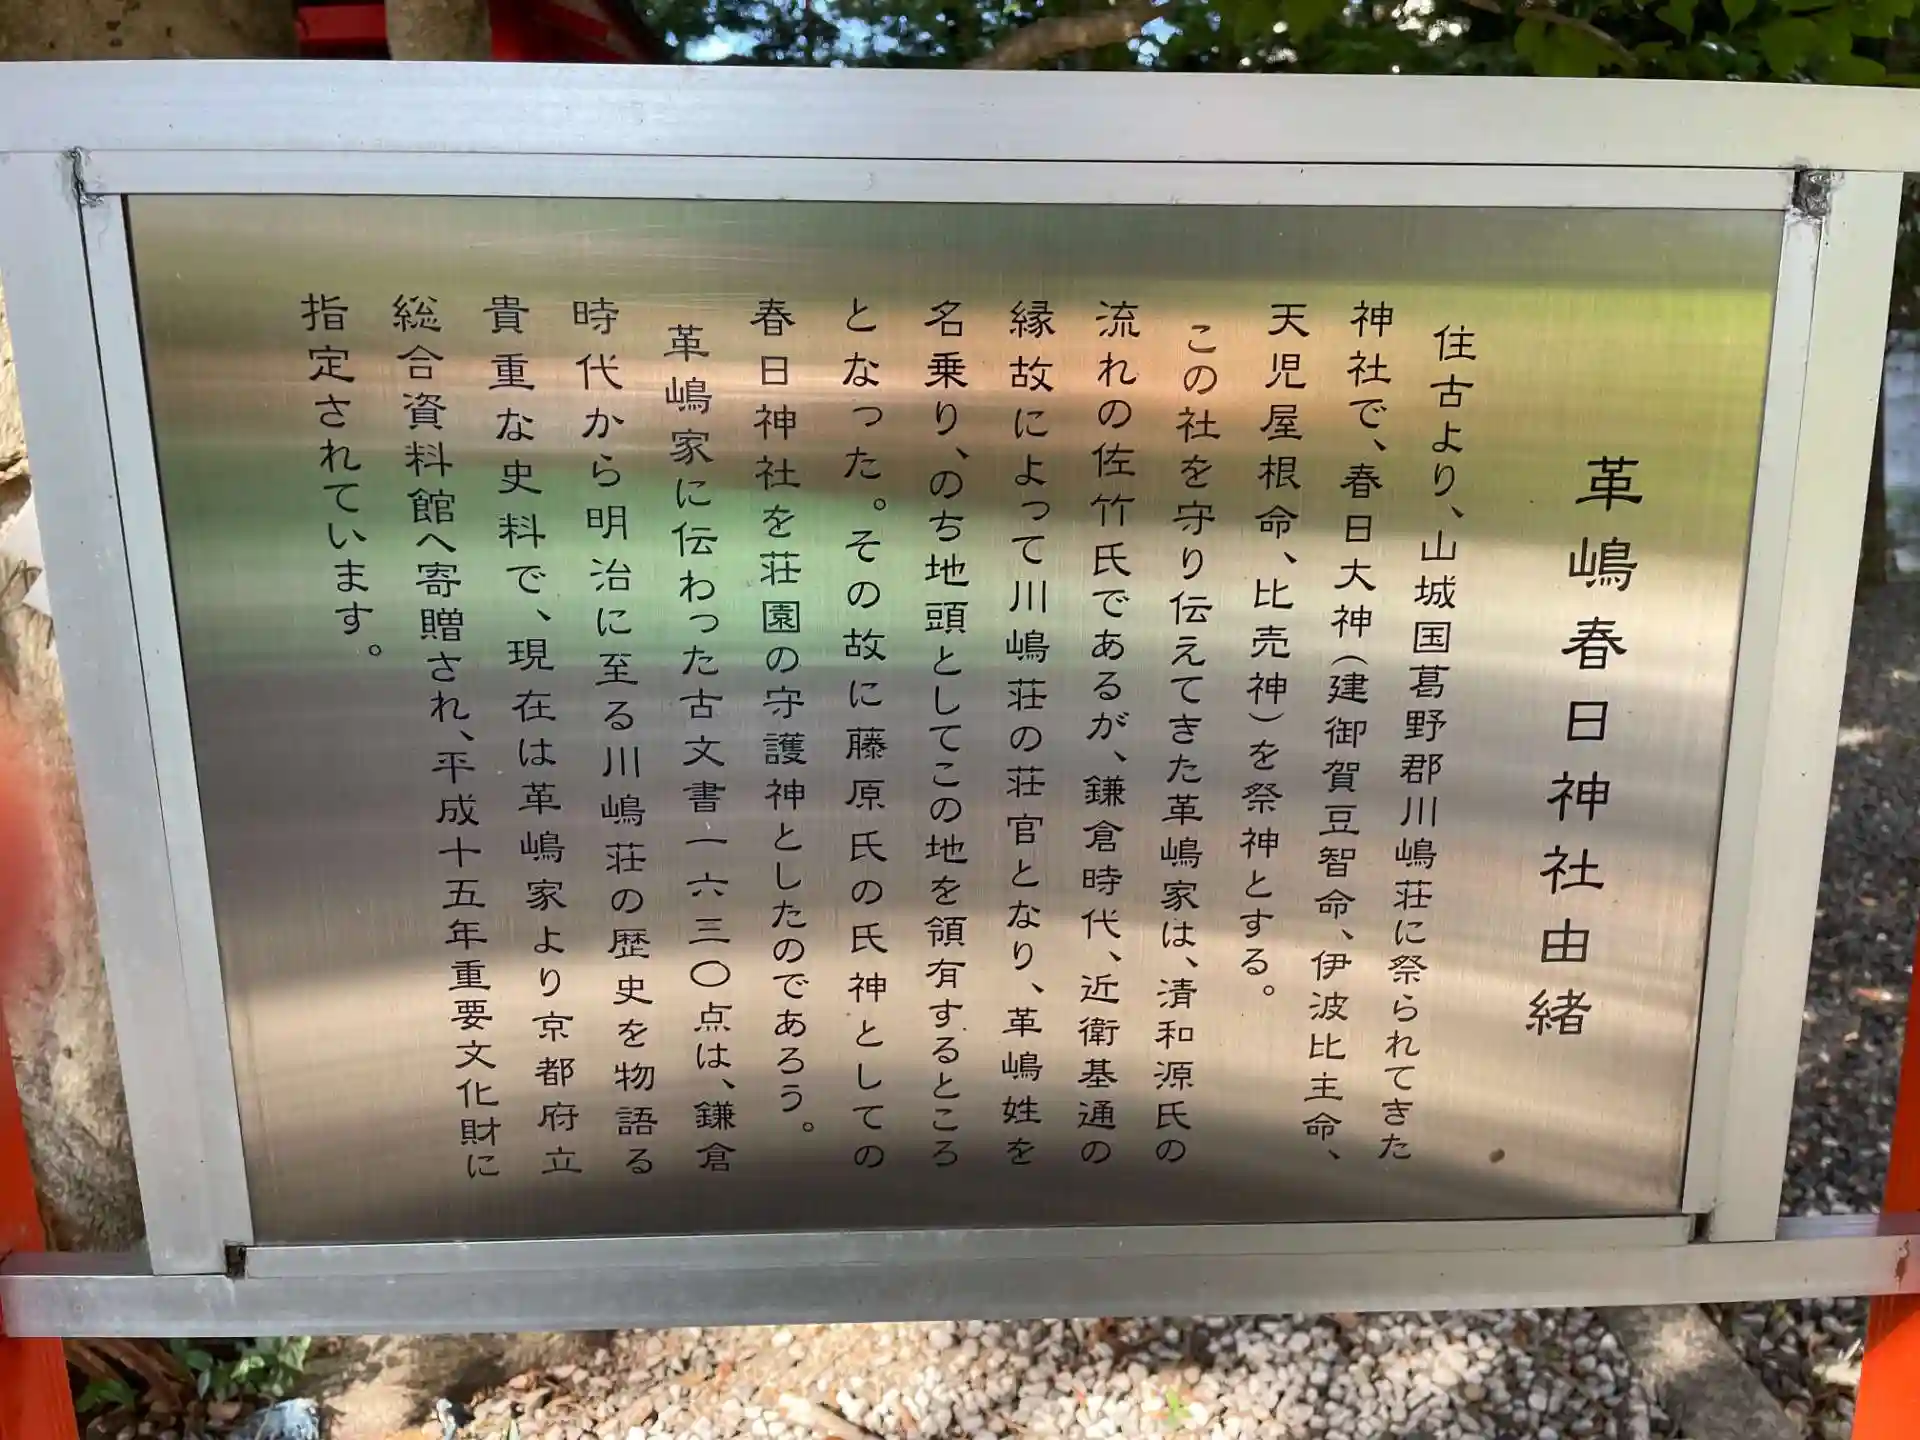 革嶋春日神社由緒
住古より、山城国葛野郡川嶋荘に祭られてきた
神社で、春日大神(建御賀豆智命、伊波比主命、
天児屋根命、比売神)を祭神とする。
この社を守り伝えてきた革嶋家は、清和源氏の
流れの佐竹氏であるが、鎌倉時代、近衛基通の
縁故によって川嶋荘の荘官となり、革嶋姓を
名乗り、のち地頭としてこの地を領有するところ
となった。その故に藤原氏の氏神としての
春日神社を荘園の守護神としたのであろう。
革嶋家に伝わった古文書一六三〇点は、鎌倉
時代から明治に至る川嶋荘の歴史を物語る
貴重な史料で、現在は革嶋家より京都府立
総合資料館へ寄贈され、平成十五年重要文化財に
指定されています。